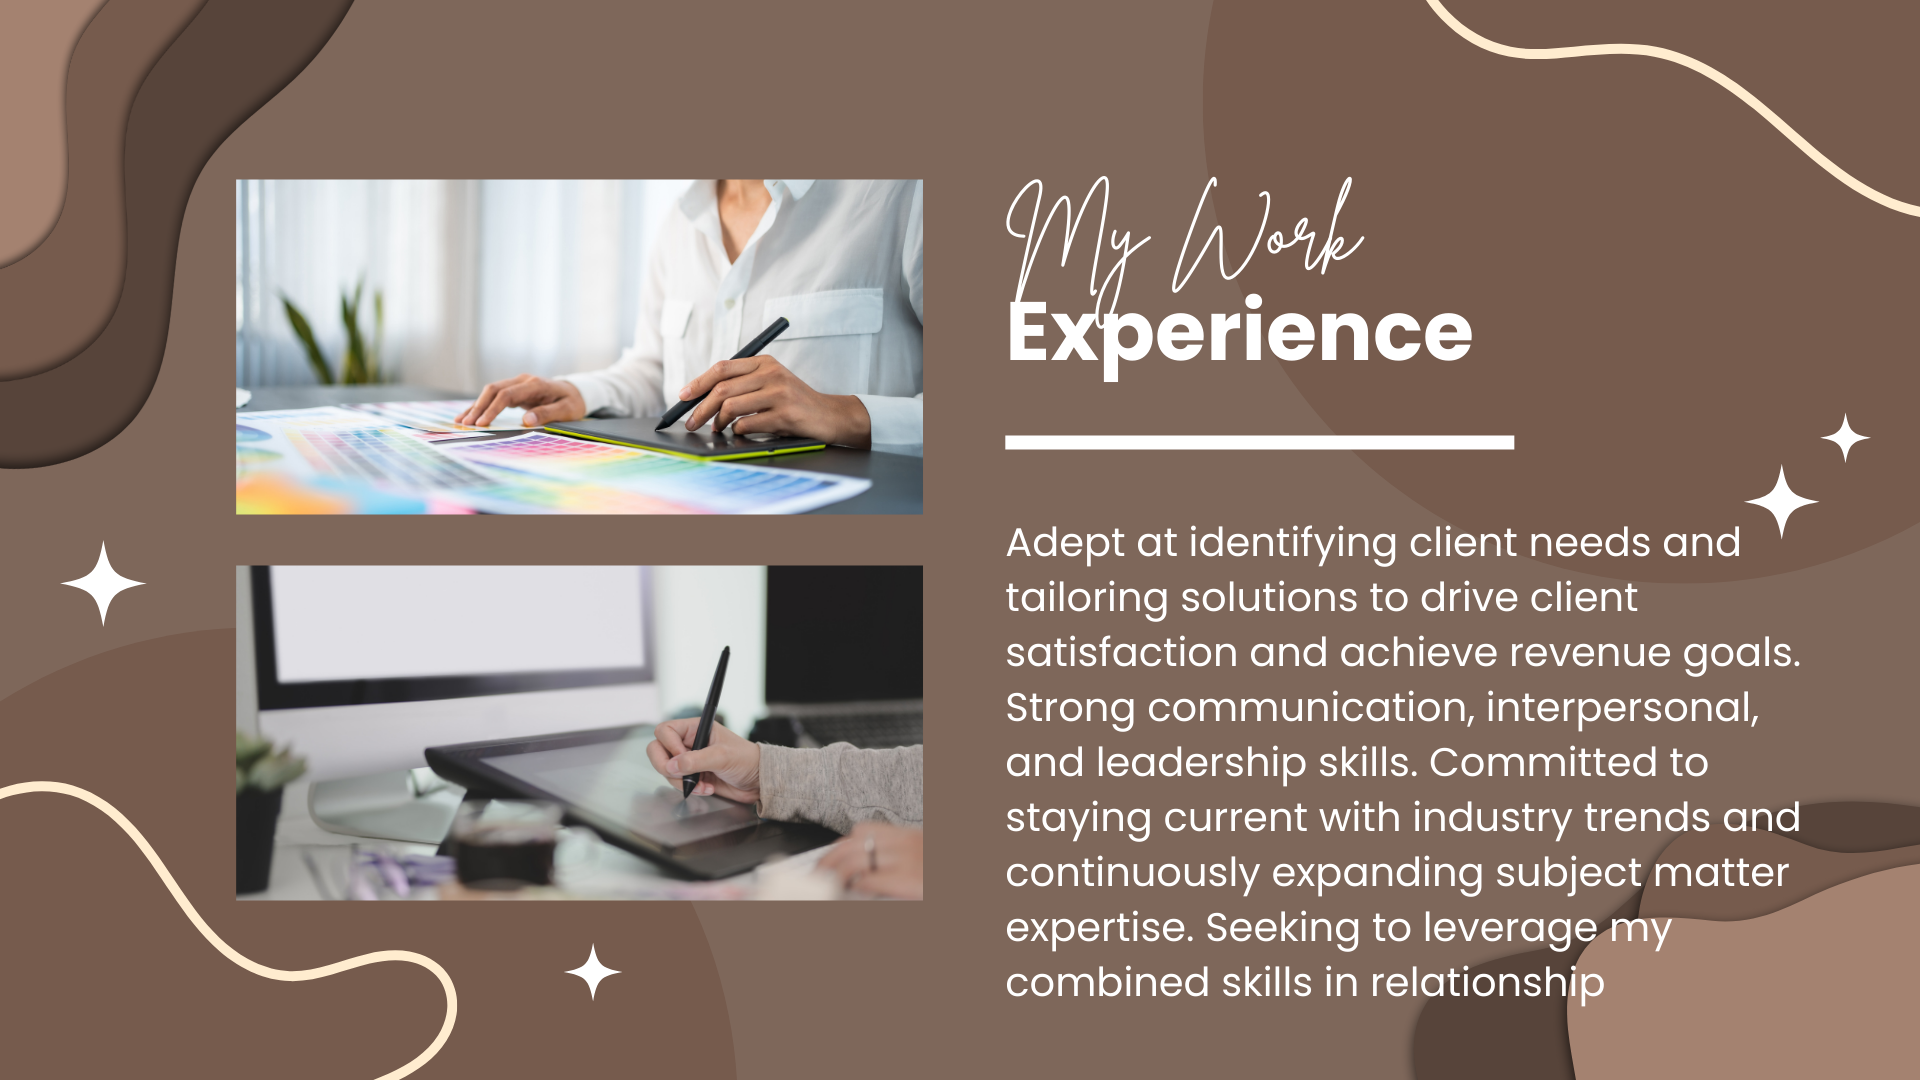 My Work
Experience
Adept at identifying client needs and
tailoring solutions to drive client
satisfaction and achieve revenue goals.
Strong communication, interpersonal,
and leadership skills. Committed to
staying current with industry trends and
continuously expanding subject matter
expertise. Seeking to leverage my
combined skills in relationship